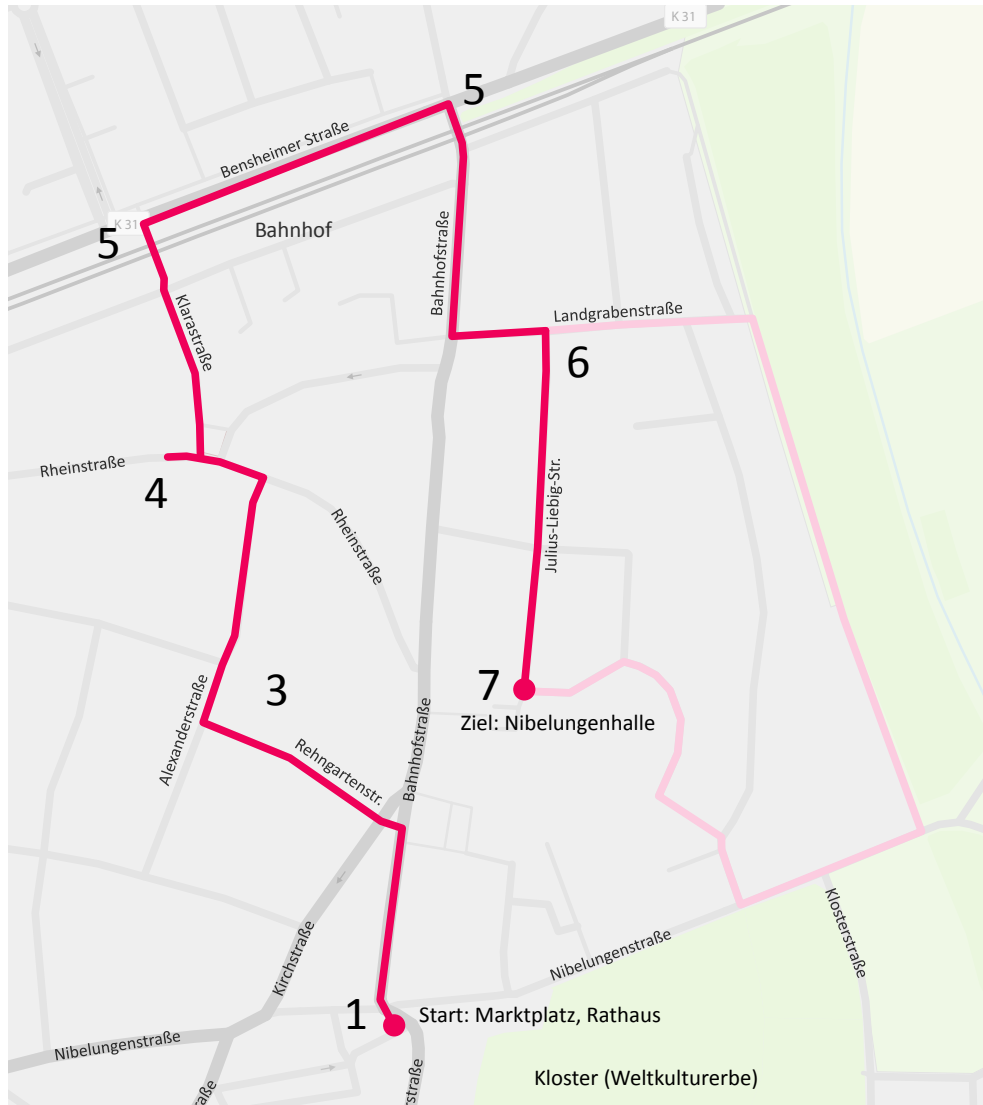 K 31
5
Bensheimer Straße
K 31
5
Bahnhof
Bahnhofstraße
Klarastraße
Landgrabenstraße
6
Rheinstraße
4
Rheinstraße
Julius-Liebig-Str.
3
7
Ziel: Nibelungenhalle
Alexanderstraße
Rehngartenstr.
Bahnhofstraße
Kirchstraße
Nibelungenstraße
Klosterstraße
1
Start: Marktplatz, Rathaus
Nibelungenstraße
Kloster (Weltkulturerbe)